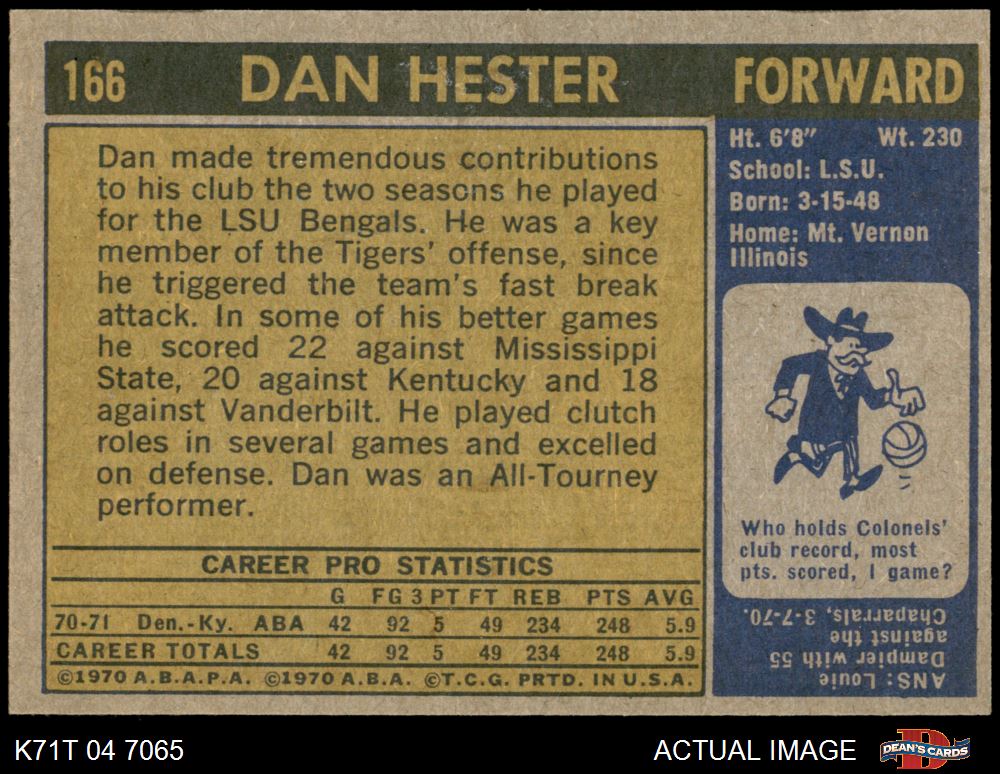 166 DAN HESTER FORWARD
Dan made tremendous contributions
to his club the two seasons he played
for the LSU Bengals. He was a key
member of the Tigers' offense, since
he triggered the team's fast break
attack. In some of his better games
he scored 22 against Mississippi
State, 20 against Kentucky and 18
against Vanderbilt. He played clutch
roles in several games and excelled
on defense. Dan was an All-Tourney
performer.
CAREER PRO STATISTICS
G FG 3 PT FT REB PTS AVG
70-71 Den.-Ky. ABA 42 92 5 49 234 248 5.9
CAREER TOTALS 42 92 5 49 234 248 5.9
©1970 A.B.A.P.A. ©1970 A.B.A. ©T.C.G. PRTD. IN U.S.A.
Ht. 6'8" Wt. 230
School: L.S.U.
Born: 3-15-48
Home: Mt. Vernon
Illinois
Who holds Colonels'
club record, most
pts. scored, 1 game?
ANS: Louie
Dampier with 55
against the
Chaparrals, 3-7-70.
K71T 04 7065
ACTUAL IMAGE
D
DEAN'S CARDS